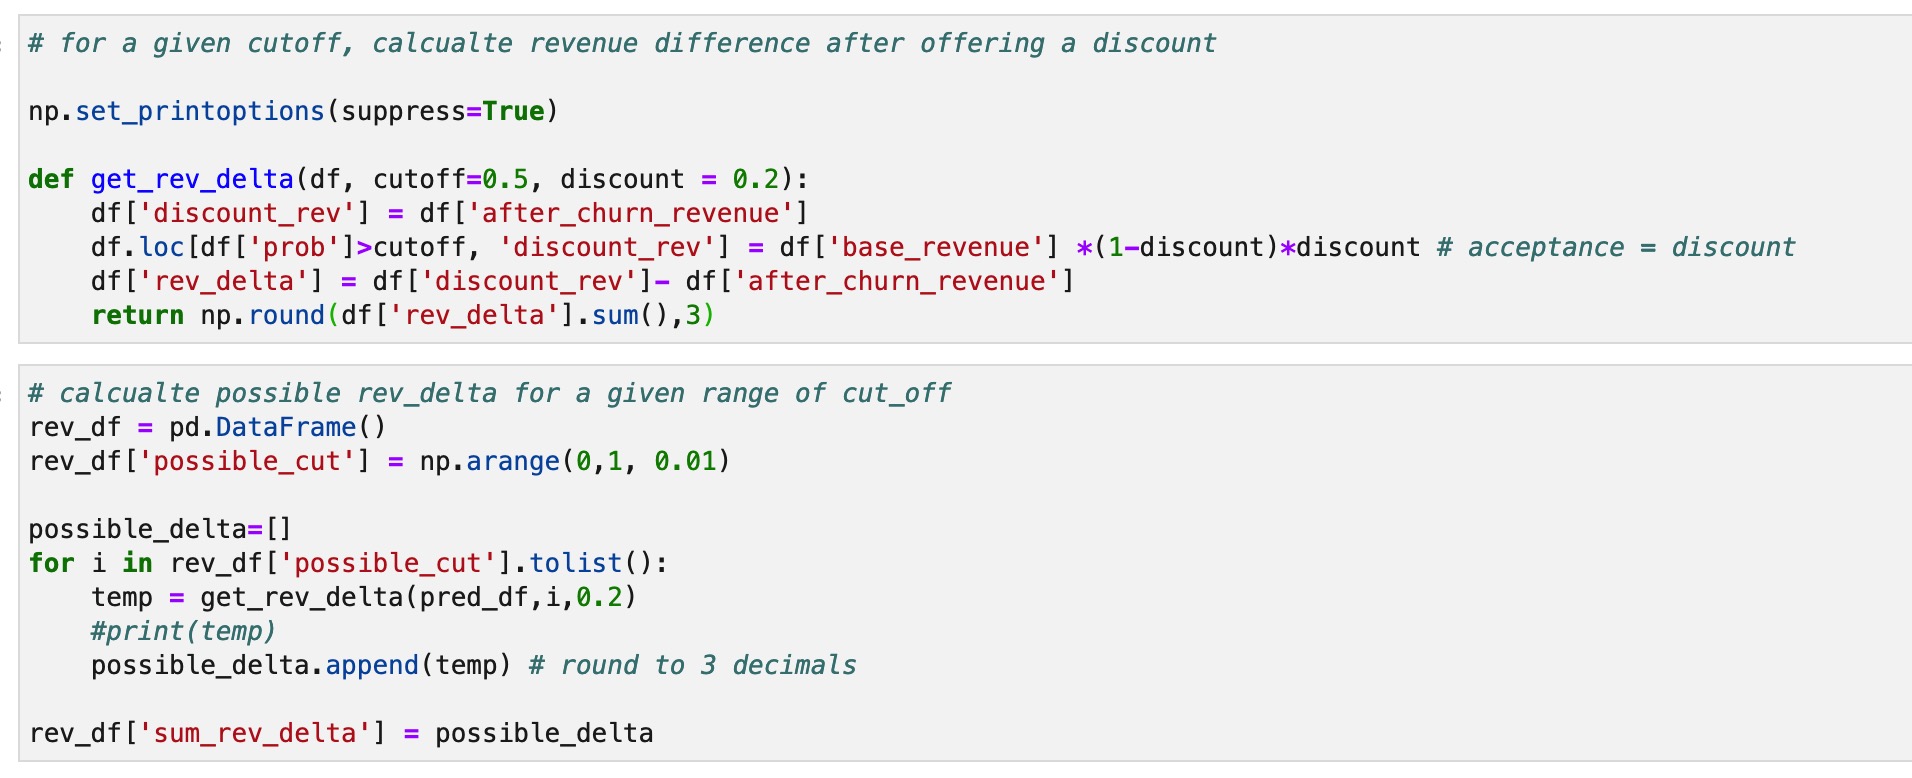 # for a given cutoff, calcualte revenue difference after offering a discount
np.set_printoptions(suppress=True)
def get_rev_delta(df, cutoff=0.5, discount = 0.2):
    df['discount_rev'] = df['after_churn_revenue']
    df.loc[df['prob']>cutoff, 'discount_rev'] = df['base_revenue'] *(1-discount)*discount # acceptance = discount
    df['rev_delta'] = df['discount_rev']- df['after_churn_revenue']
    return np.round(df['rev_delta'].sum(),3)
# calcualte possible rev_delta for a given range of cut_off
rev_df = pd.DataFrame()
rev_df['possible_cut'] = np.arange(0,1, 0.01)
possible_delta=[]
for i in rev_df['possible_cut'].tolist():
    temp = get_rev_delta(pred_df,i,0.2)
    #print(temp)
    possible_delta.append(temp) # round to 3 decimals
rev_df['sum_rev_delta'] = possible_delta